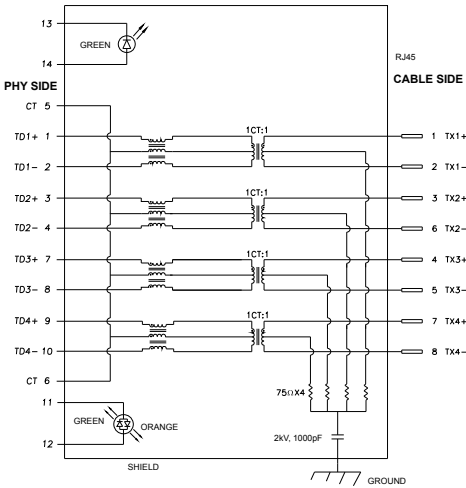 13
GREEN
14
RJ45
PHY SIDE
CABLE SIDE
CT 5
1CT:1
TD1+ 1
1 TX1+
TD1- 2
2 TX1-
1CT:1
TD2+ 3
3 TX2+
TD2- 4
6 TX2-
1CT:1
TD3+ 7
4 TX3+
TD3- 8
5 TX3-
1CT:1
TD4+ 9
7 TX4+
TD4- 10
8 TX4-
CT 6
75ΩX4
11
GREEN
ORANGE
12
2kV, 1000pF
SHIELD
GROUND